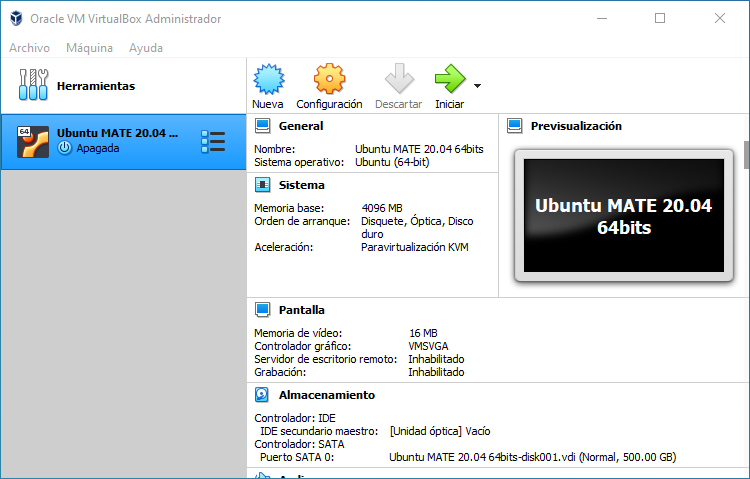 Oracle VM VirtualBox Administrador
Archivo Máquina Ayuda
Herramientas
Nueva Configuración Descartar Iniciar
64
Ubuntu MATE 20.04 ...
Apagada
General
Nombre: Ubuntu MATE 20.04 64bits
Sistema operativo: Ubuntu (64-bit)
Previsualización
Ubuntu MATE 20.04
64bits
Sistema
Memoria base: 4096 MB
Orden de arranque: Disquete, Óptica, Disco
duro
Aceleración: Paravirtualización KVM
Pantalla
Memoria de vídeo: 16 MB
Controlador gráfico: VMSVGA
Servidor de escritorio remoto: Inhabilitado
Grabación: Inhabilitado
Almacenamiento
Controlador: IDE
IDE secundario maestro: [Unidad óptica] Vacío
Controlador: SATA
Puerto SATA 0: Ubuntu MATE 20.04 64bits-disk001.vdi (Normal, 500.00 GB)